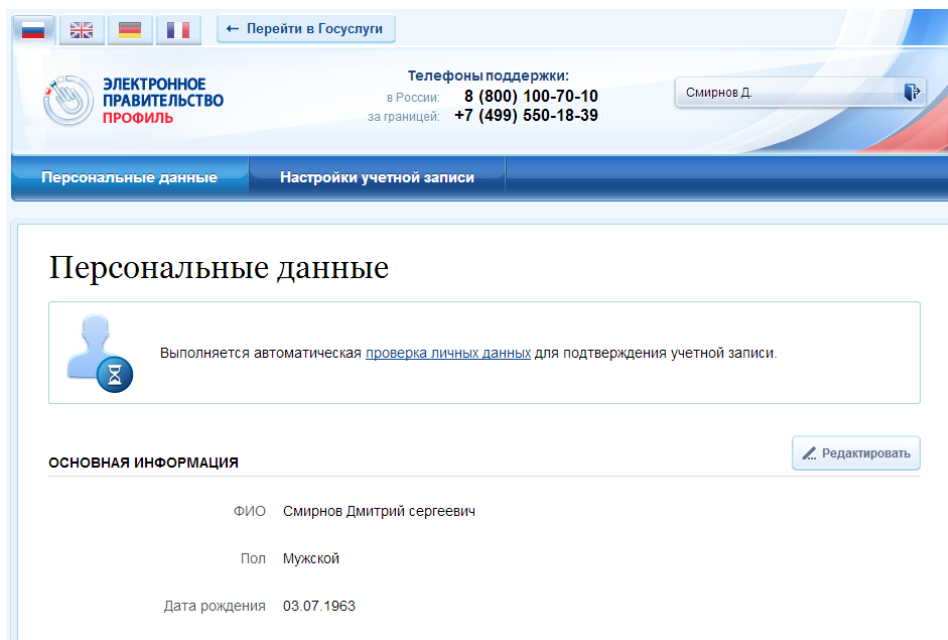 ← Перейти в Госуслуги
ЭЛЕКТРОННОЕ
ПРАВИТЕЛЬСТВО
ПРОФИЛЬ
Телефоны поддержки:
в России: 8 (800) 100-70-10
за границей: +7 (499) 550-18-39
Смирнов Д.
Персональные данные
Настройки учетной записи
Персональные данные
Выполняется автоматическая проверка личных данных для подтверждения учетной записи.
ОСНОВНАЯ ИНФОРМАЦИЯ
Редактировать
ФИО Смирнов Дмитрий сергеевич
Пол Мужской
Дата рождения 03.07.1963